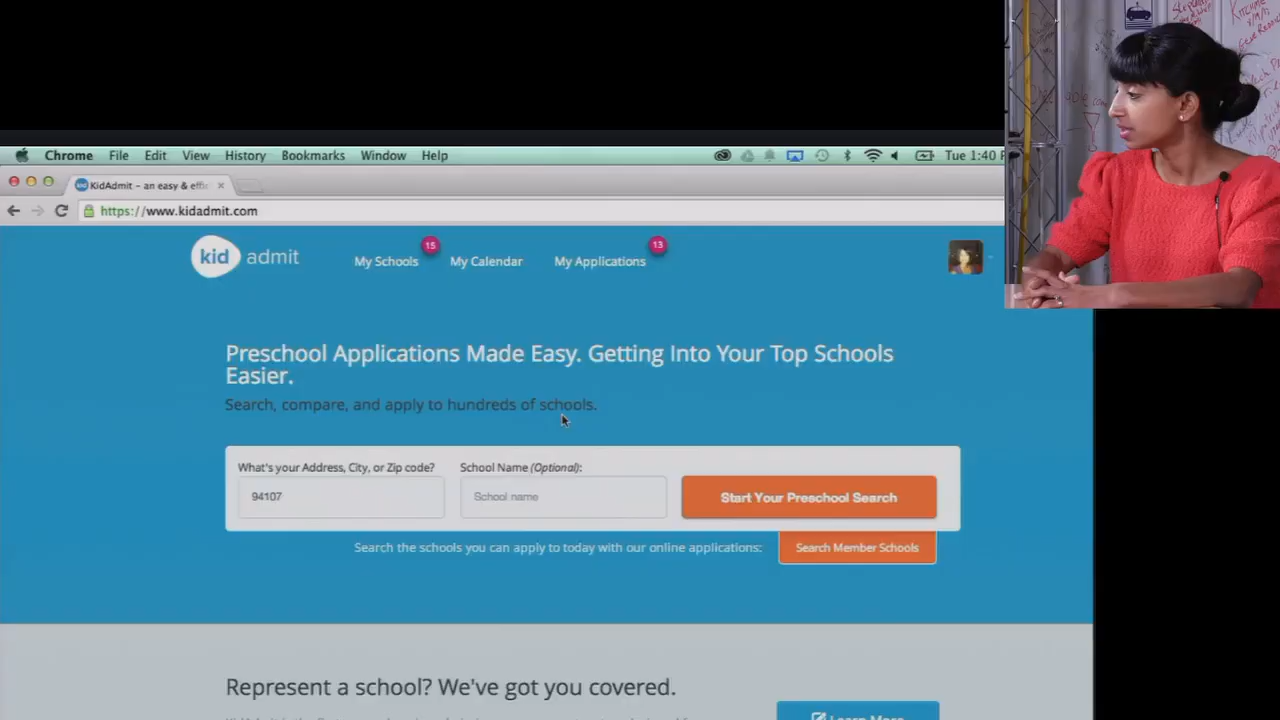 Chrome File Edit View History Bookmarks Window Help Tue 1:40
KidAdmit - an easy & effi
https://www.kidadmit.com
kid admit My Schools 15 My Calendar My Applications 13
Preschool Applications Made Easy. Getting Into Your Top Schools
Easier.
Search, compare, and apply to hundreds of schools.
What's your Address, City, or Zip code? School Name (Optional):
94107 School name Start Your Preschool Search
Search the schools you can apply to today with our online applications: Search Member Schools
Represent a school? We've got you covered.
Learn More